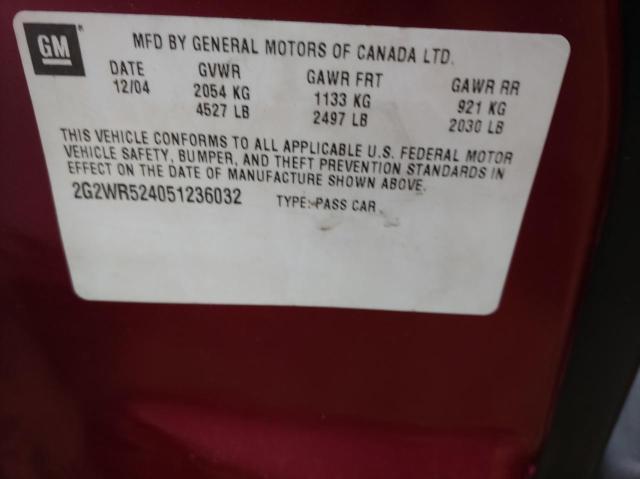 GM ®
MFD BY GENERAL MOTORS OF CANADA LTD.
DATE GVWR GAWR FRT GAWR RR
12/04 2054 KG 1133 KG 921 KG
4527 LB 2497 LB 2030 LB
THIS VEHICLE CONFORMS TO ALL APPLICABLE U.S. FEDERAL MOTOR
VEHICLE SAFETY, BUMPER, AND THEFT PREVENTION STANDARDS IN
EFFECT ON THE DATE OF MANUFACTURE SHOWN ABOVE.
2G2WR524051236032 TYPE: PASS CAR